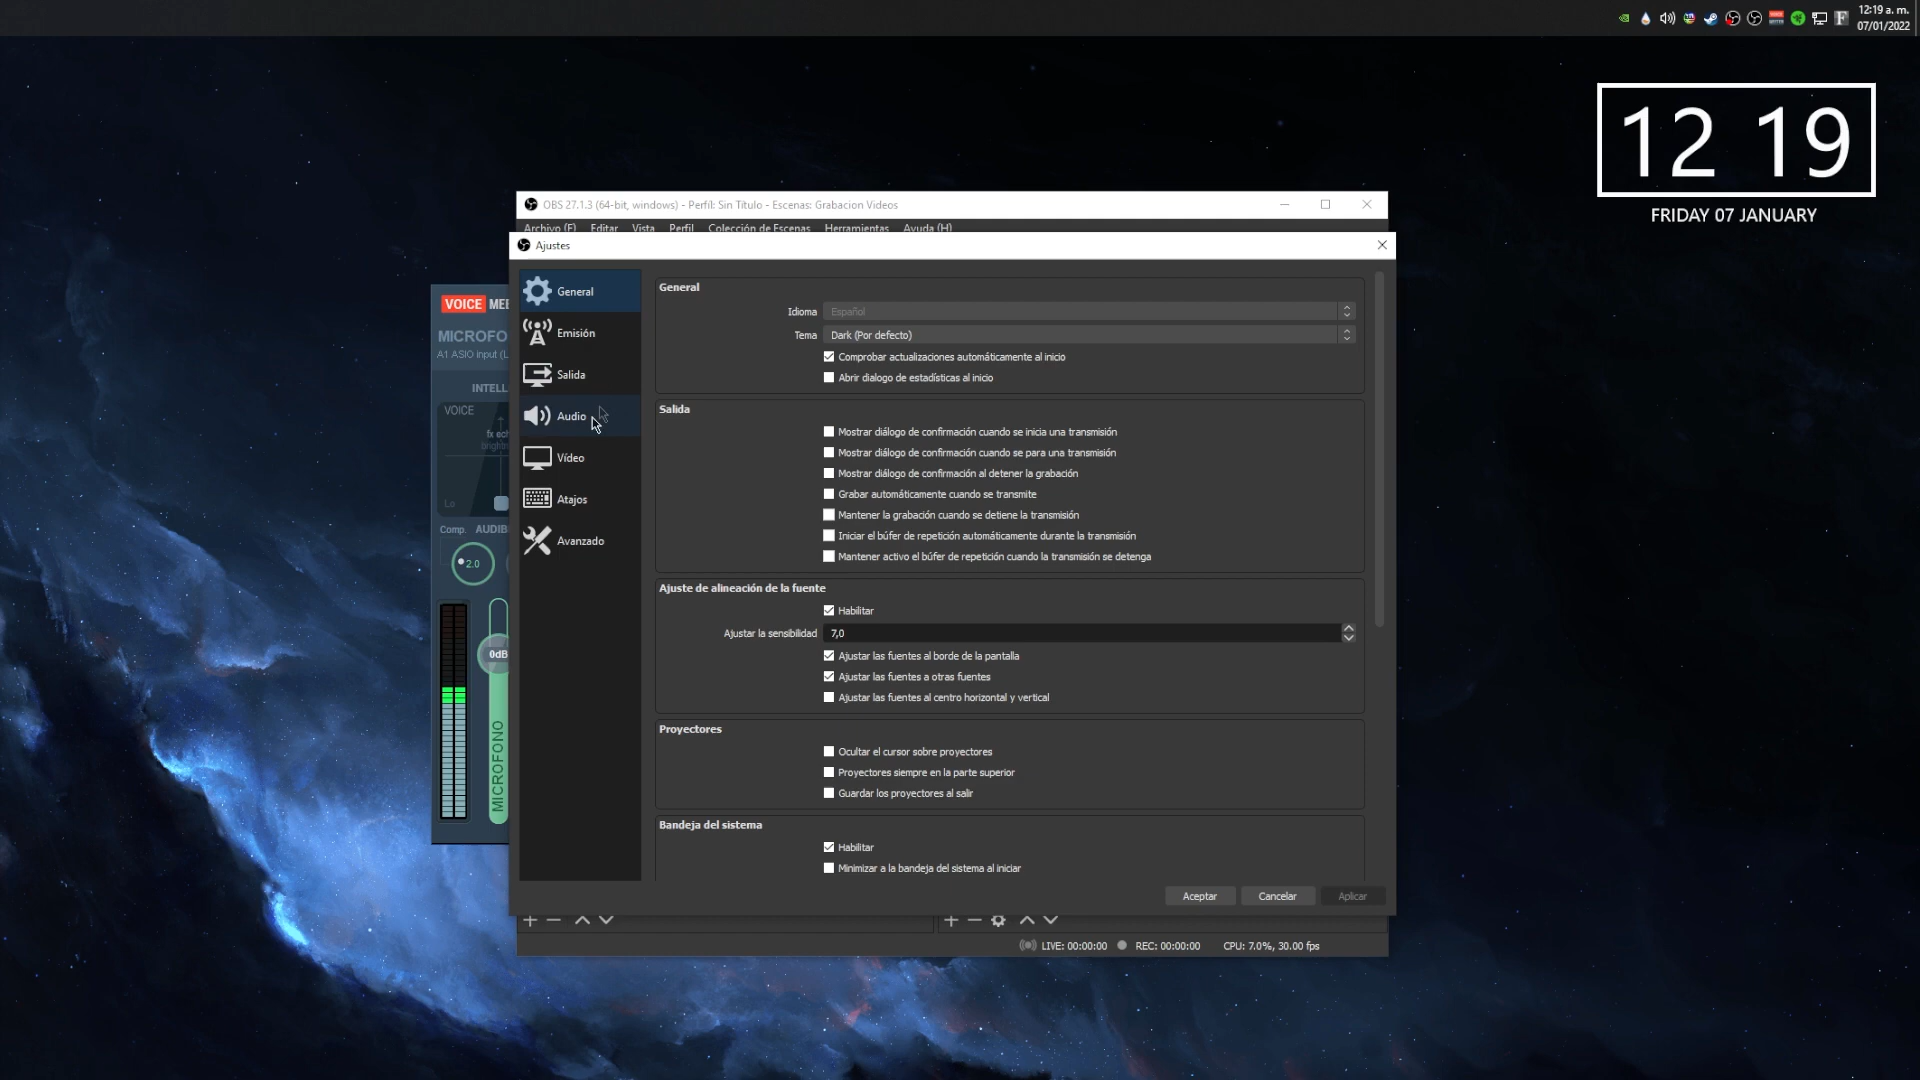 12:19 a. m.
07/01/2022
12 19
FRIDAY 07 JANUARY
OBS 27.1.3 (64-bit, windows) - Perfil: Sin Título - Escenas: Grabacion Videos
Archivo (F) Editar Vista Perfil Colección de Escenas Herramientas Ayuda (H)
Ajustes
General
Emisión
Salida
Audio
Vídeo
Atajos
Avanzado
General
Idioma Español
Tema Dark (Por defecto)
Comprobar actualizaciones automáticamente al inicio
Abrir dialogo de estadísticas al inicio
Salida
Mostrar diálogo de confirmación cuando se inicia una transmisión
Mostrar diálogo de confirmación cuando se para una transmisión
Mostrar diálogo de confirmación al detener la grabación
Grabar automáticamente cuando se transmite
Mantener la grabación cuando se detiene la transmisión
Iniciar el búfer de repetición automáticamente durante la transmisión
Mantener activo el búfer de repetición cuando la transmisión se detenga
Ajuste de alineación de la fuente
Habilitar
Ajustar la sensibilidad 7,0
Ajustar las fuentes al borde de la pantalla
Ajustar las fuentes a otras fuentes
Ajustar las fuentes al centro horizontal y vertical
Proyectores
Ocultar el cursor sobre proyectores
Proyectores siempre en la parte superior
Guardar los proyectores al salir
Bandeja del sistema
Habilitar
Minimizar a la bandeja del sistema al iniciar
Aceptar Cancelar Aplicar
LIVE: 00:00:00 REC: 00:00:00 CPU: 7.0%, 30.00 fps
VOICE MEE
MICROFO
A1 ASIO Input (L
INTELL
VOICE
fx ech
brightn
Lo
Comp. AUDIB
2.0
0dB
MICROFONO